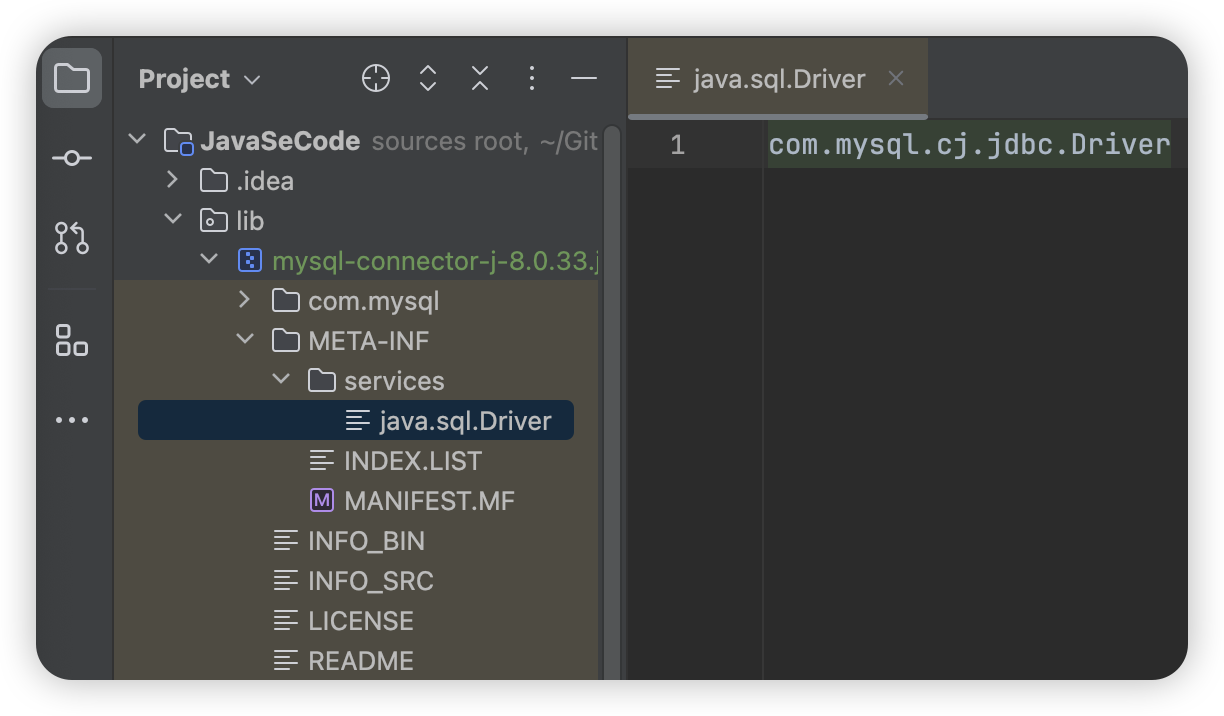 Project
JavaSeCode sources root, ~/Git
.idea
lib
mysql-connector-j-8.0.33.j
com.mysql
META-INF
services
java.sql.Driver
INDEX.LIST
M MANIFEST.MF
INFO_BIN
INFO_SRC
LICENSE
README
java.sql.Driver
1 com.mysql.cj.jdbc.Driver